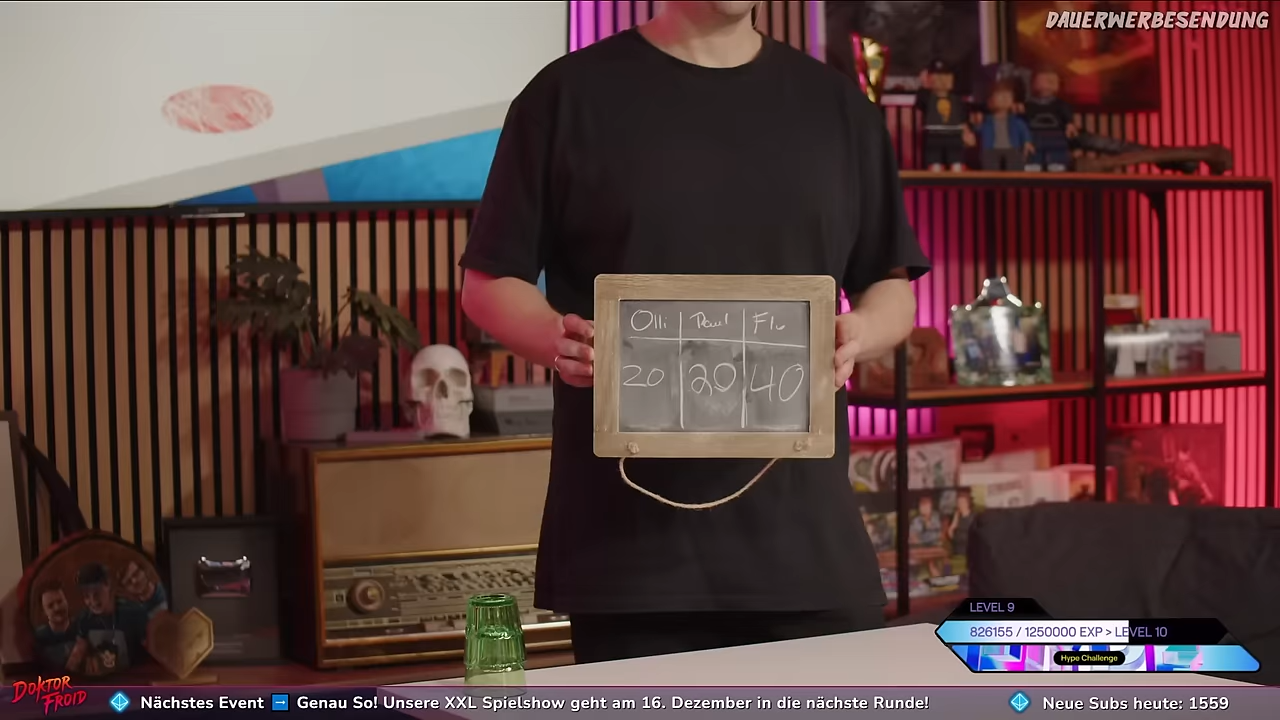 DAUERWERBESENDUNG
Olli Paul Flo
20 20 40
LEVEL 9
826155 / 1250000 EXP > LEVEL 10
Hype Challenge
DOKTOR
FROID
Nächstes Event ➡ Genau So! Unsere XXL Spielshow geht am 16. Dezember in die nächste Runde!
Neue Subs heute: 1559